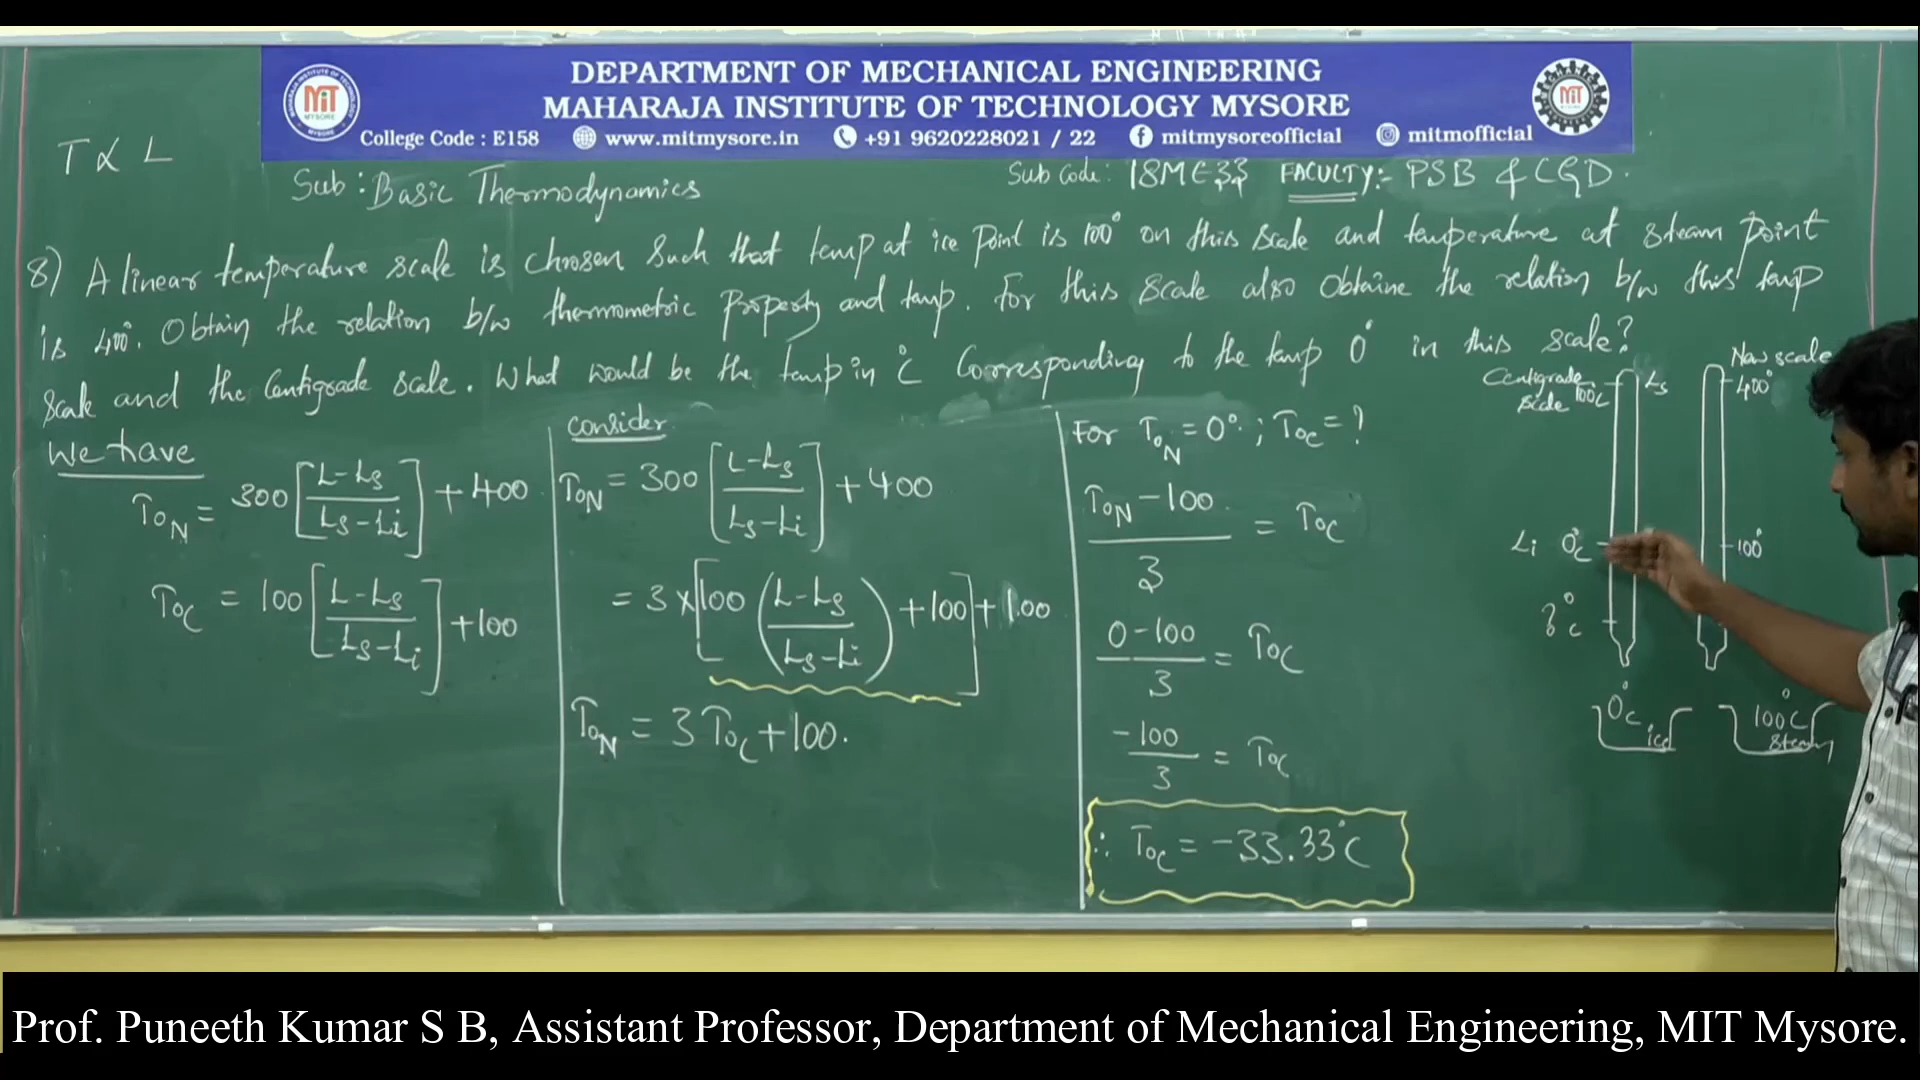 DEPARTMENT OF MECHANICAL ENGINEERING
MAHARAJA INSTITUTE OF TECHNOLOGY MYSORE
College Code : E158 www.mitmysore.in +91 9620228021 / 22 mitmysoreofficial mitmofficial
T ∝ L
Sub : Basic Thermodynamics
Sub Code: 18ME33 FACULTY:- PSB & CGD.
8) A linear temperature scale is chosen such that temp at ice point is 100° on this scale and temperature at steam point
is 400°. Obtain the relation b/w thermometric property and temp. For this scale also obtaine the relation b/w this temp
scale and the Centigrade scale. What would be the temp in °C Corresponding to the temp 0° in this scale?
We have
T₀N = 300 [L-Ls / Ls-Li] + 400
T₀C = 100 [L-Ls / Ls-Li] + 100
consider
T₀N = 300 [L-Ls / Ls-Li] + 400
= 3 × [100 (L-Ls / Ls-Li) + 100] + 100
T₀N = 3 T₀C + 100.
For T₀N = 0° ; T₀C = ?
T₀N - 100 / 3 = T₀C
0 - 100 / 3 = T₀C
-100 / 3 = T₀C
∴ T₀C = -33.33°C
Centigrade
100°C Ls
Li 0°C
?°C
0°C ice
New scale
400°
100°
100°C steam
MIT
MYSORE
MIT
Prof. Puneeth Kumar S B, Assistant Professor, Department of Mechanical Engineering, MIT Mysore.